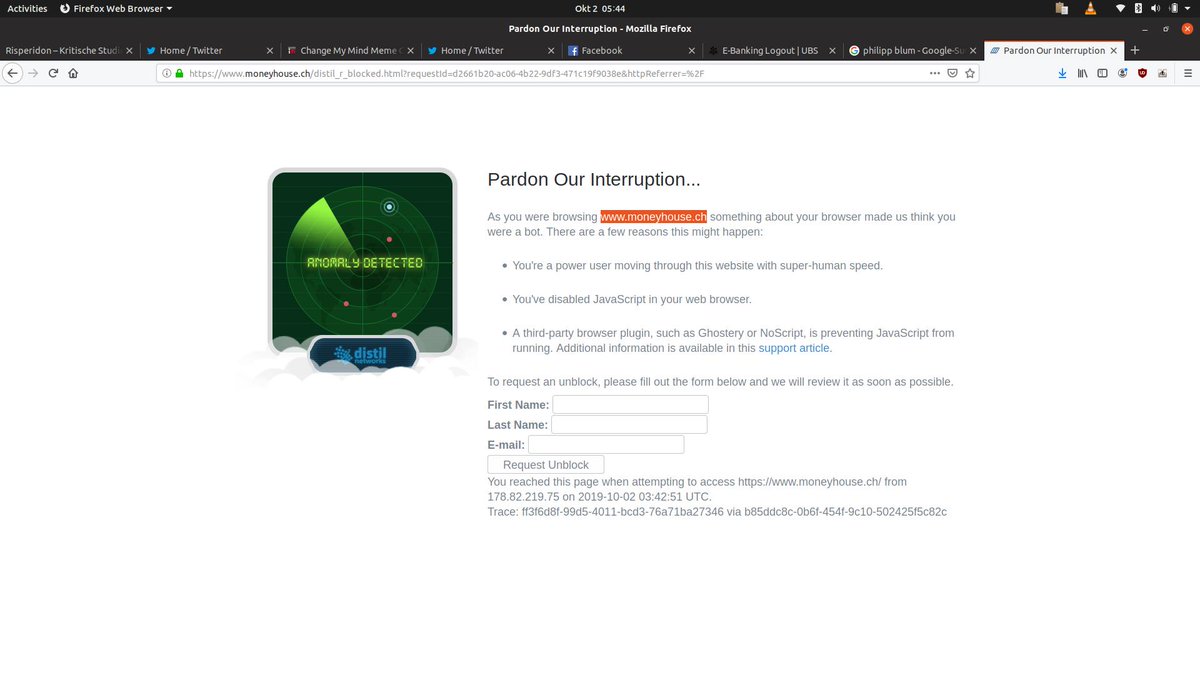 Activities Firefox Web Browser Okt 2 05:44
Pardon Our Interruption - Mozilla Firefox
Risperidon – Kritische Studi Home / Twitter Change My Mind Meme G Home / Twitter Facebook E-Banking Logout | UBS philipp blum - Google-Su Pardon Our Interruption
https://www.moneyhouse.ch/distil_r_blocked.html?requestId=d2661b20-ac06-4b22-9df3-471c19f9038e&httpReferrer=%2F
Pardon Our Interruption...
As you were browsing www.moneyhouse.ch something about your browser made us think you
were a bot. There are a few reasons this might happen:
ANOMALY DETECTED
• You're a power user moving through this website with super-human speed.
• You've disabled JavaScript in your web browser.
• A third-party browser plugin, such as Ghostery or NoScript, is preventing JavaScript from
running. Additional information is available in this support article.
distil
networks
To request an unblock, please fill out the form below and we will review it as soon as possible.
First Name:
Last Name:
E-mail:
Request Unblock
You reached this page when attempting to access https://www.moneyhouse.ch/ from
178.82.219.75 on 2019-10-02 03:42:51 UTC.
Trace: ff3f6d8f-99d5-4011-bcd3-76a71ba27346 via b85ddc8c-0b6f-454f-9c10-502425f5c82c